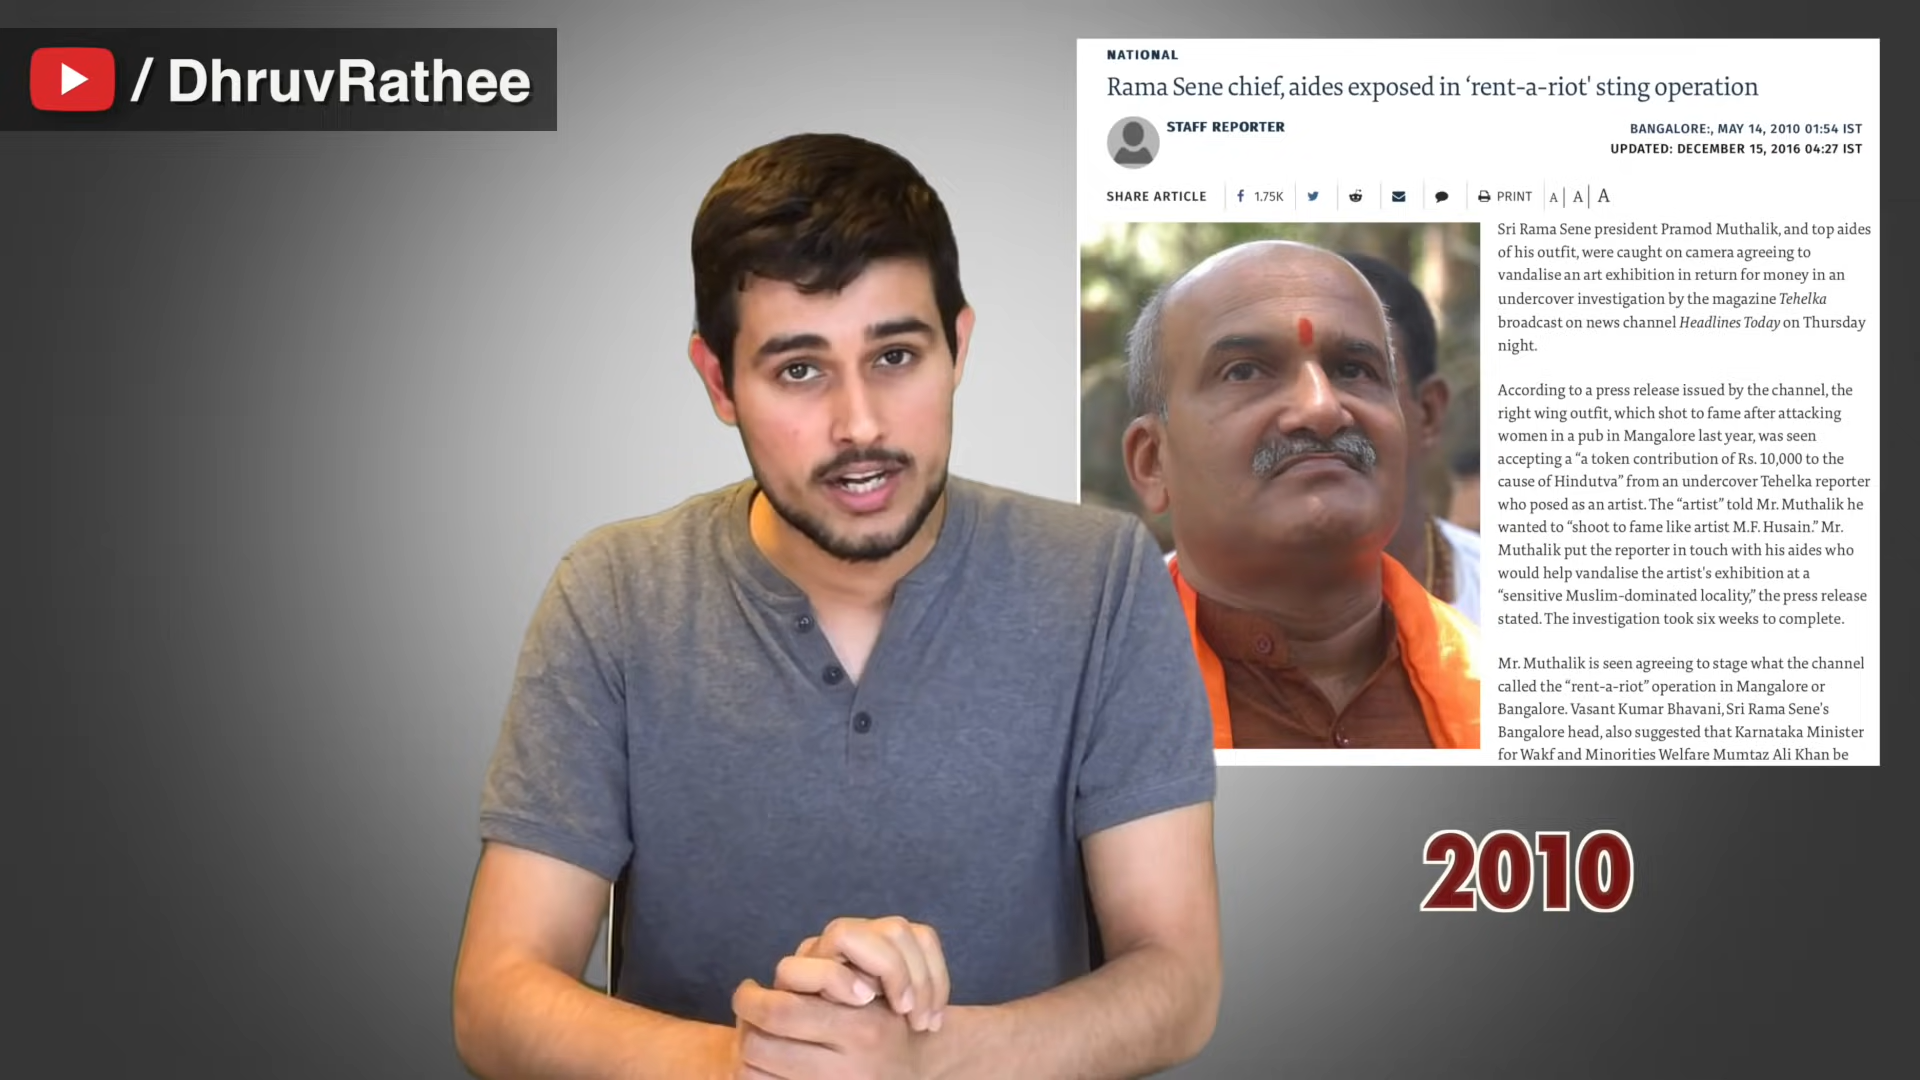 / DhruvRathee
NATIONAL
Rama Sene chief, aides exposed in ‘rent-a-riot' sting operation
STAFF REPORTER
BANGALORE:, MAY 14, 2010 01:54 IST
UPDATED: DECEMBER 15, 2016 04:27 IST
SHARE ARTICLE f 1.75K PRINT A | A | A
Sri Rama Sene president Pramod Muthalik, and top aides
of his outfit, were caught on camera agreeing to
vandalise an art exhibition in return for money in an
undercover investigation by the magazine Tehelka
broadcast on news channel Headlines Today on Thursday
night.
According to a press release issued by the channel, the
right wing outfit, which shot to fame after attacking
women in a pub in Mangalore last year, was seen
accepting a “a token contribution of Rs. 10,000 to the
cause of Hindutva” from an undercover Tehelka reporter
who posed as an artist. The “artist” told Mr. Muthalik he
wanted to “shoot to fame like artist M.F. Husain.” Mr.
Muthalik put the reporter in touch with his aides who
would help vandalise the artist's exhibition at a
“sensitive Muslim-dominated locality,” the press release
stated. The investigation took six weeks to complete.
Mr. Muthalik is seen agreeing to stage what the channel
called the “rent-a-riot” operation in Mangalore or
Bangalore. Vasant Kumar Bhavani, Sri Rama Sene's
Bangalore head, also suggested that Karnataka Minister
for Wakf and Minorities Welfare Mumtaz Ali Khan be
2010